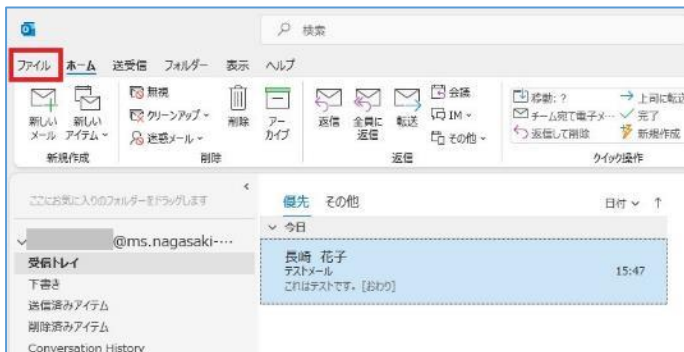 検索
ファイル ホーム 送受信 フォルダー 表示 ヘルプ
新しい メール
新しい アイテム
新規作成
無視
クリーンアップ
迷惑メール
削除
削除
アー カイブ
返信
全員に 返信
転送
会議
IM
その他
返信
移動: ?
チーム宛て電子メ…
返信して削除
上司に転送
完了
新規作成
クイック操作
ここにお気に入りのフォルダーをドラッグします
@ms.nagasaki-…
受信トレイ
下書き
送信済みアイテム
削除済みアイテム
Conversation History
優先 その他 日付 ↑
今日
長崎 花子
テストメール 15:47
これはテストです。[おわり]